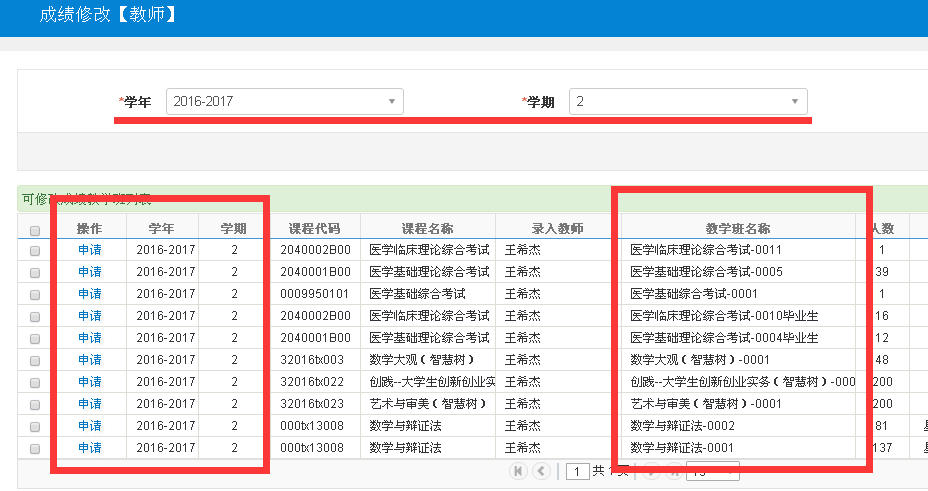 成绩修改【教师】
*学年 2016-2017 *学期 2
操作 学年 学期 课程代码 课程名称 录入教师 教学班名称 人数
申请 2016-2017 2 2040002B00 医学临床理论综合考试 王希杰 医学临床理论综合考试-0011 1
申请 2016-2017 2 2040001B00 医学基础理论综合考试 王希杰 医学基础理论综合考试-0005 39
申请 2016-2017 2 0009950101 医学基础综合考试 王希杰 医学基础综合考试-0001 1
申请 2016-2017 2 2040002B00 医学临床理论综合考试 王希杰 医学临床理论综合考试-0010毕业生 16
申请 2016-2017 2 2040001B00 医学基础理论综合考试 王希杰 医学基础理论综合考试-0004毕业生 12
申请 2016-2017 2 32016tx003 数学大观（智慧树） 王希杰 数学大观（智慧树）-0001 48
申请 2016-2017 2 32016tx022 创践--大学生创新创业实 王希杰 创践--大学生创新创业实务（智慧树）-000 200
申请 2016-2017 2 32016tx023 艺术与审美（智慧树） 王希杰 艺术与审美（智慧树）-0001 200
申请 2016-2017 2 000tx13008 数学与辩证法 王希杰 数学与辩证法-0002 81
申请 2016-2017 2 000tx13008 数学与辩证法 王希杰 数学与辩证法-0001 137
1 共 1 页